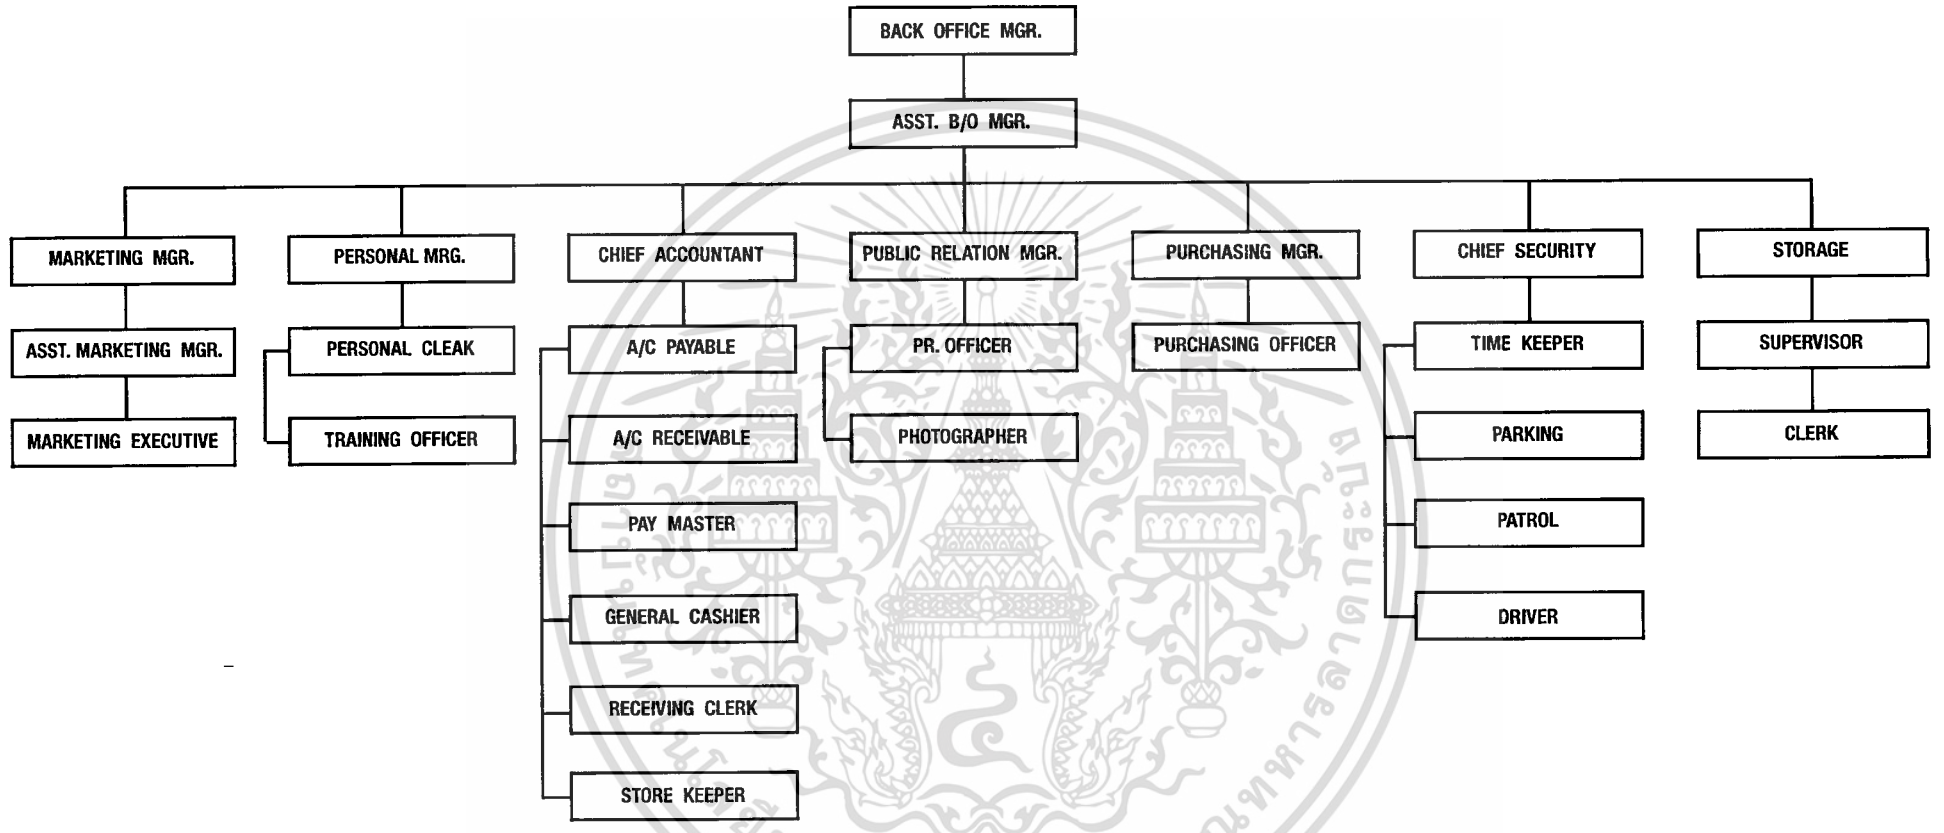 BACK OFFICE MGR.
ASST. B/O MGR.
MARKETING MGR.
PERSONAL MRG.
CHIEF ACCOUNTANT
PUBLIC RELATION MGR.
PURCHASING MGR.
CHIEF SECURITY
STORAGE
ASST. MARKETING MGR.
PERSONAL CLEAK
A/C PAYABLE
PR. OFFICER
PURCHASING OFFICER
TIME KEEPER
SUPERVISOR
MARKETING EXECUTIVE
TRAINING OFFICER
A/C RECEIVABLE
PHOTOGRAPHER
PARKING
CLERK
PAY MASTER
PATROL
GENERAL CASHIER
DRIVER
RECEIVING CLERK
STORE KEEPER